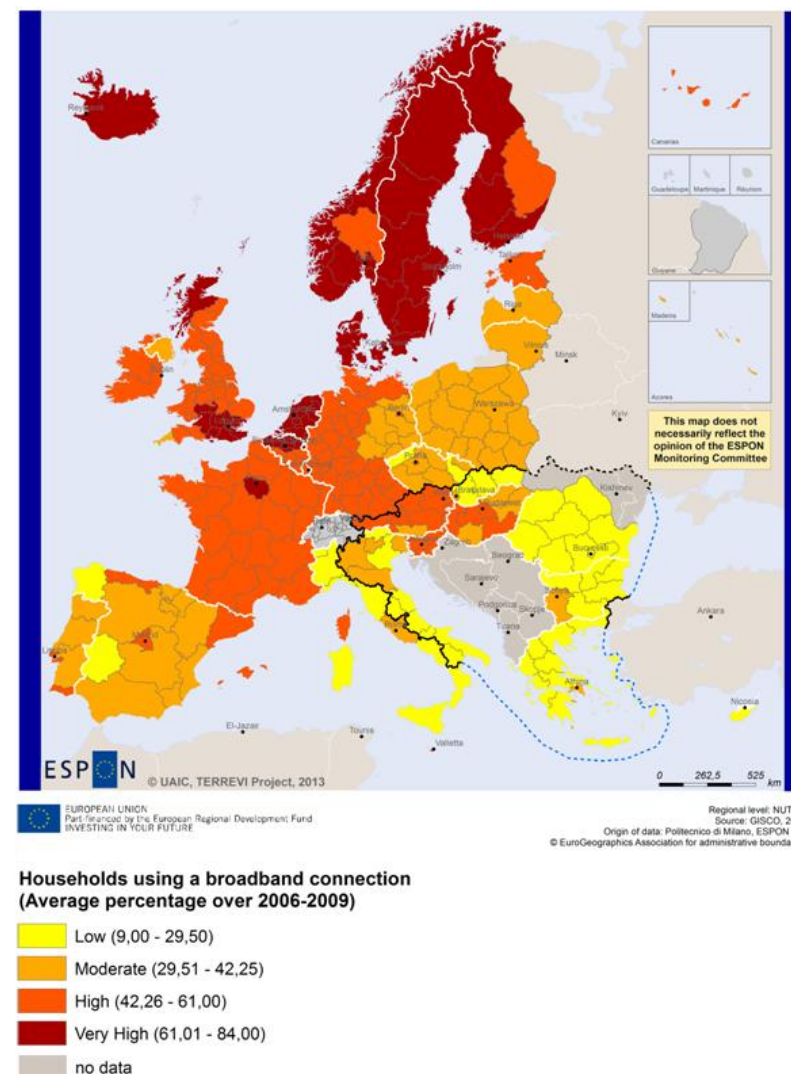 Reykjavik
Canarias
Guadeloupe
Martinique
Réunion
Helsinki
Tallinn
Stockholm
Guyane
Riga
Madeira
Vilnius
Minsk
Dublin
Amsterdam
Berlin
Warszawa
Acores
London
Kyiv
This map does not
necessarily reflect the
opinion of the ESPON
Monitoring Committee
Praha
Bratislava
Kishinev
Zagreb
Beograd
Bucuresti
Sarajevo
Podgorica
Skopje
Madrid
Tirana
Ankara
Lisboa
Athina
El-Jazair
Tounis
Nicosia
Valletta
ESPON
© UAIC, TERREVI Project, 2013
0 262,5 525
km
EUROPEAN UNION
Part-financed by the European Regional Development Fund
INVESTING IN YOUR FUTURE
Regional level: NUT
Source: GISCO, 2
Origin of data: Politecnico di Milano, ESPON
© EuroGeographics Association for administrative bounda
Households using a broadband connection
(Average percentage over 2006-2009)
Low (9,00 - 29,50)
Moderate (29,51 - 42,25)
High (42,26 - 61,00)
Very High (61,01 - 84,00)
no data